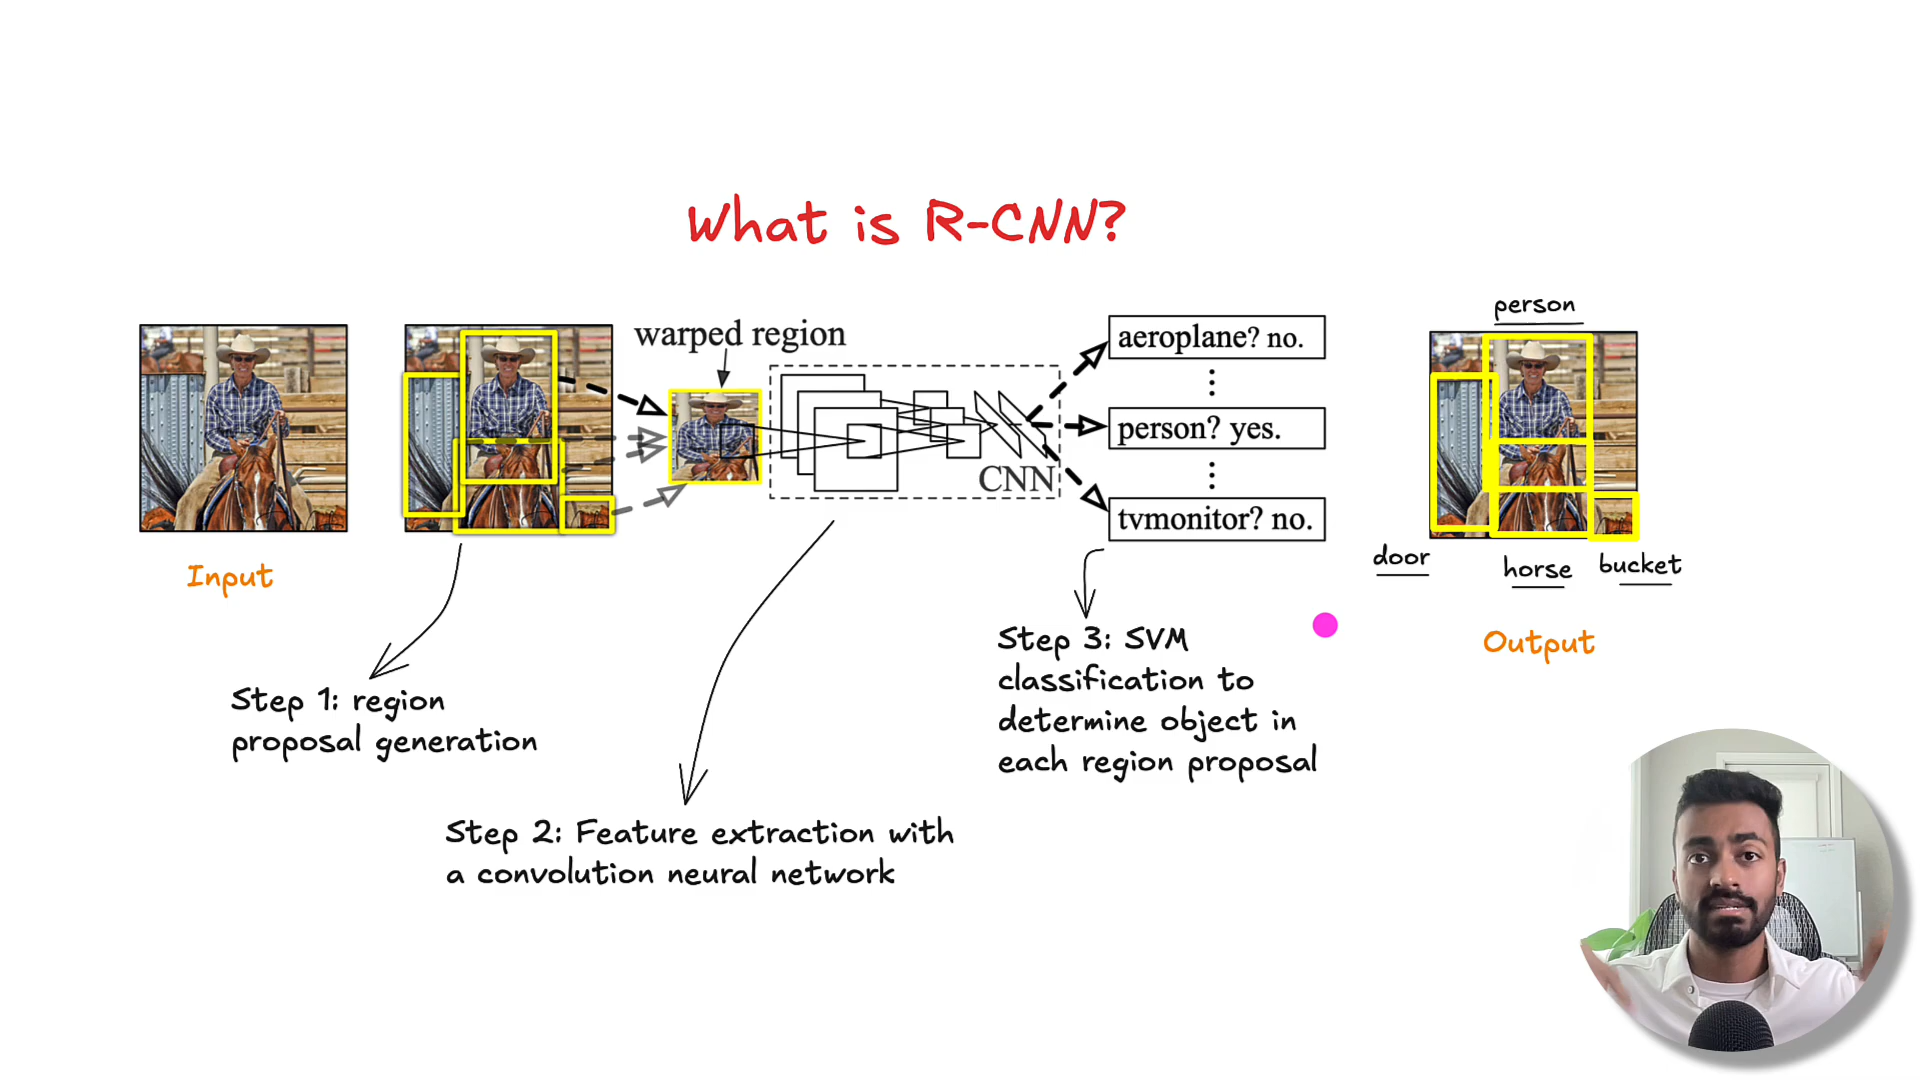 What is R-CNN?
warped region
CNN
aeroplane? no.
person? yes.
tvmonitor? no.
person
door
horse
bucket
Input
Output
Step 1: region
proposal generation
Step 2: Feature extraction with
a convolution neural network
Step 3: SVM
classification to
determine object in
each region proposal